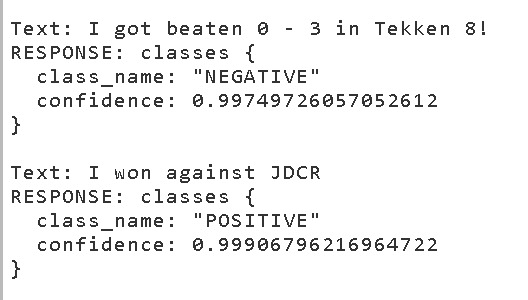 Text: I got beaten 0 - 3 in Tekken 8!
RESPONSE: classes {
  class_name: "NEGATIVE"
  confidence: 0.99749726057052612
}

Text: I won against JDCR
RESPONSE: classes {
  class_name: "POSITIVE"
  confidence: 0.99906796216964722
}